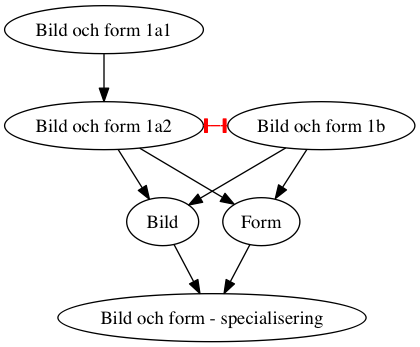 Bild och form 1a1
Bild och form 1a2
Bild och form 1b
Bild
Form
Bild och form - specialisering